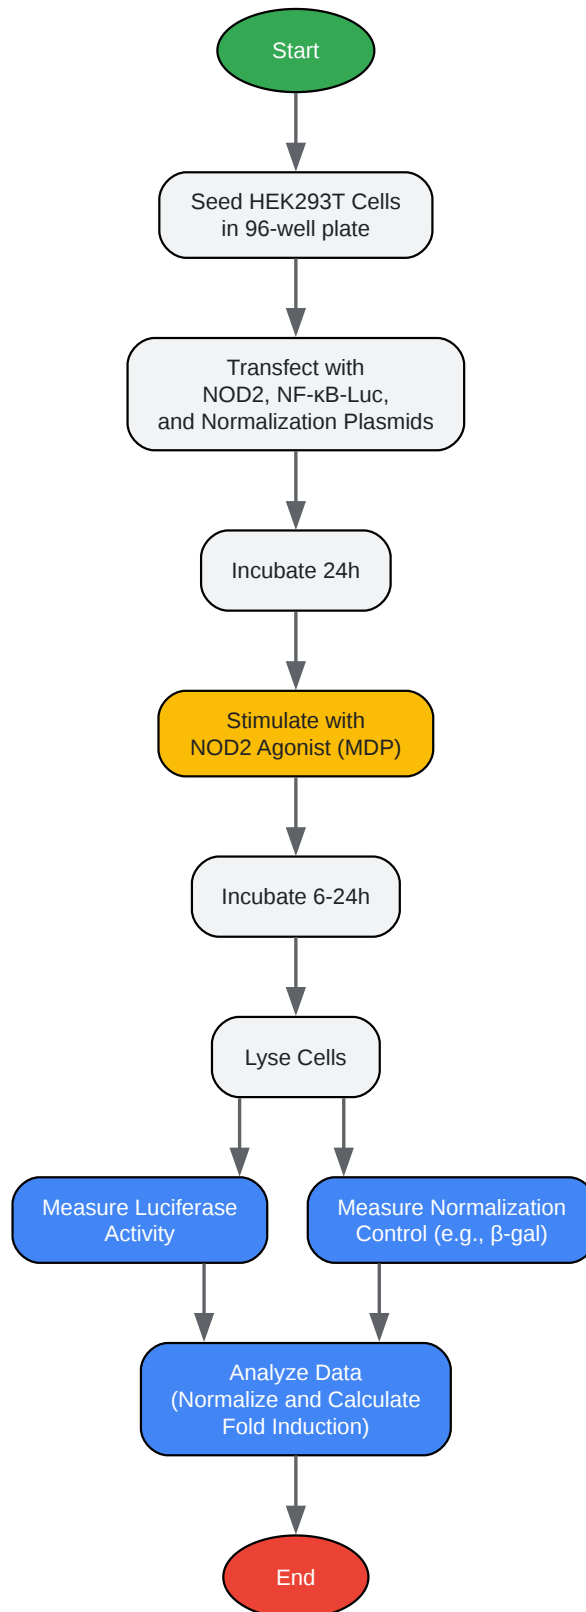 Start
Seed HEK293T Cells
in 96-well plate
Transfect with
NOD2, NF-κB-Luc,
and Normalization Plasmids
Incubate 24h
Stimulate with
NOD2 Agonist (MDP)
Incubate 6-24h
Lyse Cells
Measure Luciferase
Activity
Measure Normalization
Control (e.g., β-gal)
Analyze Data
(Normalize and Calculate
Fold Induction)
End